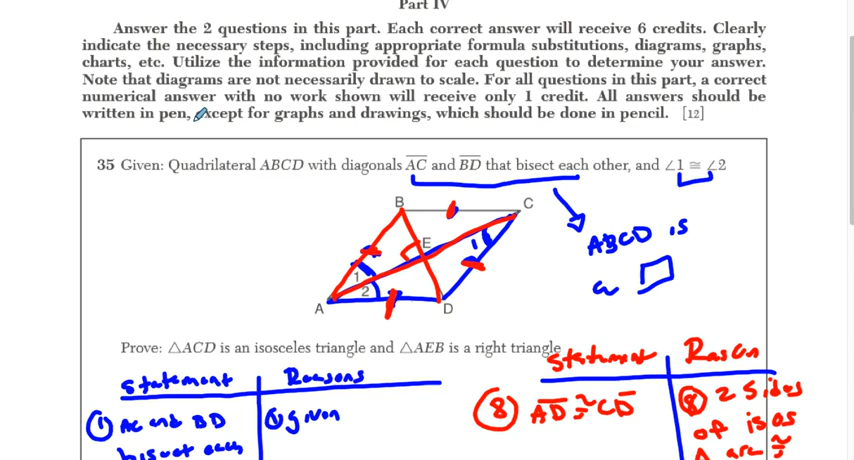 Part IV
Answer the 2 questions in this part. Each correct answer will receive 6 credits. Clearly
indicate the necessary steps, including appropriate formula substitutions, diagrams, graphs,
charts, etc. Utilize the information provided for each question to determine your answer.
Note that diagrams are not necessarily drawn to scale. For all questions in this part, a correct
numerical answer with no work shown will receive only 1 credit. All answers should be
written in pen, except for graphs and drawings, which should be done in pencil. [12]
35 Given: Quadrilateral ABCD with diagonals AC and BD that bisect each other, and ∠1 ≅ ∠2
B
C
E
1
1
2
A
D
ABCD is
a ▱
Prove: △ACD is an isosceles triangle and △AEB is a right triangle
Statement Reason
Statement Reasons
① AC and BD ① given
bisect each
⑧ AD ≅ CD ⑧ 2 sides
of isos
△ are ≅